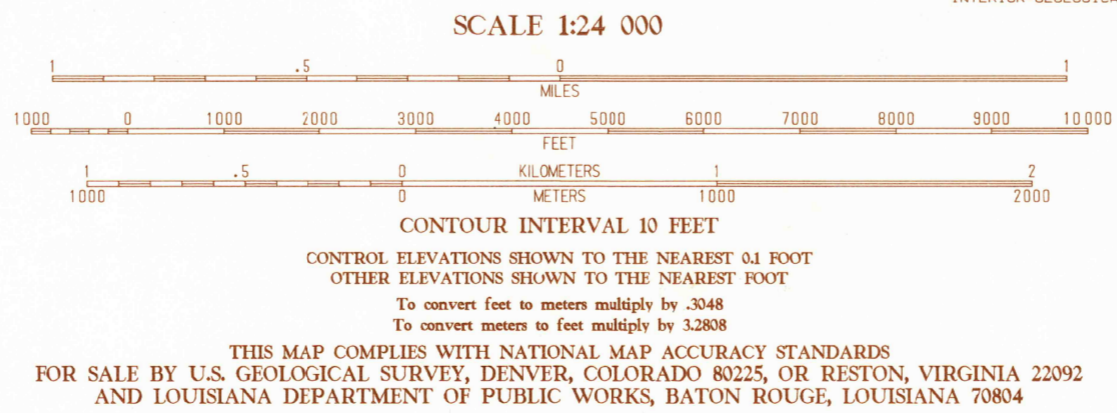 INTERIOR GEOLOGICA
SCALE 1:24 000
1 .5 0 1
MILES
1000 0 1000 2000 3000 4000 5000 6000 7000 8000 9000 10 000
FEET
1 .5 0 KILOMETERS 1 2
1000 METERS 1000 2000
CONTOUR INTERVAL 10 FEET
CONTROL ELEVATIONS SHOWN TO THE NEAREST 0.1 FOOT
OTHER ELEVATIONS SHOWN TO THE NEAREST FOOT
To convert feet to meters multiply by .3048
To convert meters to feet multiply by 3.2808
THIS MAP COMPLIES WITH NATIONAL MAP ACCURACY STANDARDS
FOR SALE BY U.S. GEOLOGICAL SURVEY, DENVER, COLORADO 80225, OR RESTON, VIRGINIA 22092
AND LOUISIANA DEPARTMENT OF PUBLIC WORKS, BATON ROUGE, LOUISIANA 70804